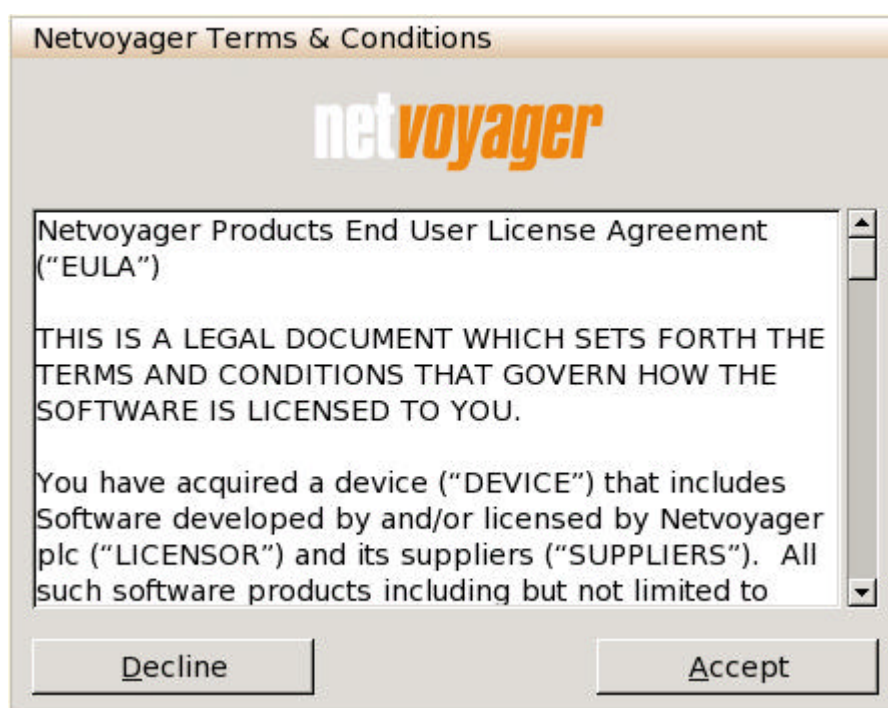 Netvoyager Terms & Conditions
netvoyager
Netvoyager Products End User License Agreement
(“EULA”)
THIS IS A LEGAL DOCUMENT WHICH SETS FORTH THE
TERMS AND CONDITIONS THAT GOVERN HOW THE
SOFTWARE IS LICENSED TO YOU.
You have acquired a device (“DEVICE”) that includes
Software developed by and/or licensed by Netvoyager
plc (“LICENSOR”) and its suppliers (“SUPPLIERS”).  All
such software products including but not limited to
Decline
Accept